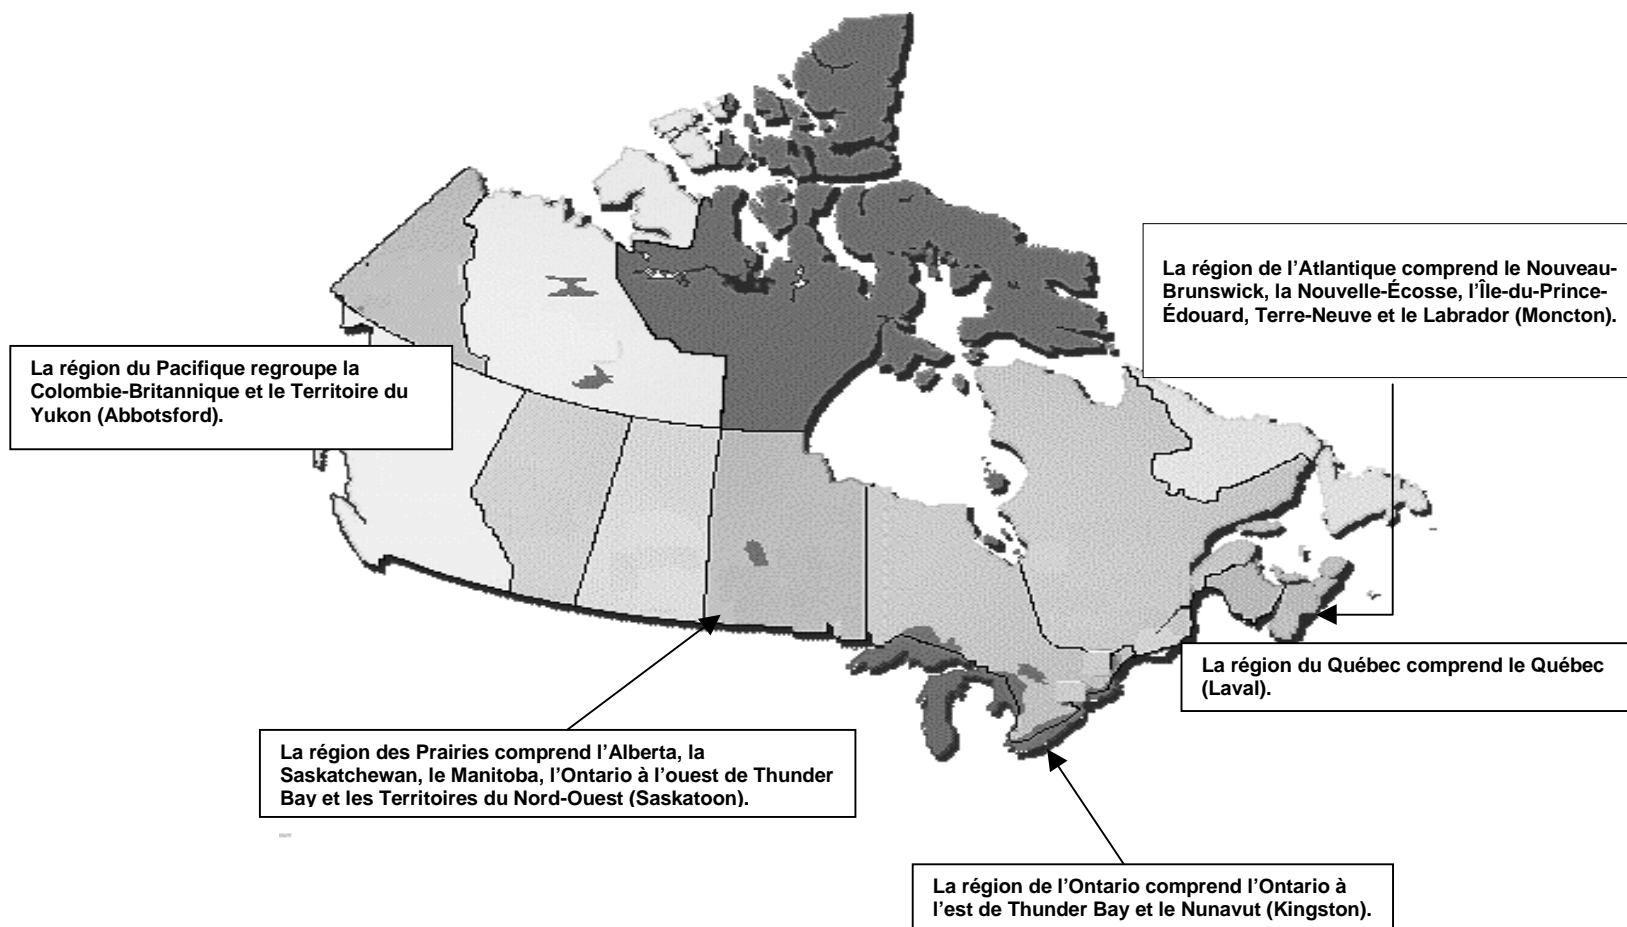 La région de l’Atlantique comprend le Nouveau-
Brunswick, la Nouvelle-Écosse, l’Île-du-Prince-
Édouard, Terre-Neuve et le Labrador (Moncton).
La région du Pacifique regroupe la
Colombie-Britannique et le Territoire du
Yukon (Abbotsford).
La région du Québec comprend le Québec
(Laval).
La région des Prairies comprend l’Alberta, la
Saskatchewan, le Manitoba, l’Ontario à l’ouest de Thunder
Bay et les Territoires du Nord-Ouest (Saskatoon).
La région de l’Ontario comprend l’Ontario à
l’est de Thunder Bay et le Nunavut (Kingston).